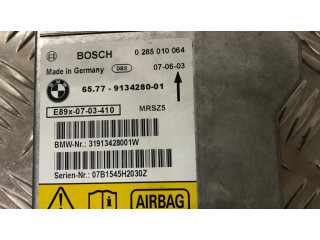 BOSCH 0 285 010 064
Made in Germany 085 07-06-03
65.77 - 9134280-01
E89x-07-03-410 MRSZ5
BMW-Nr.: 31913428001W
Serien-Nr.: 07B1545H2030Z
AIRBAG